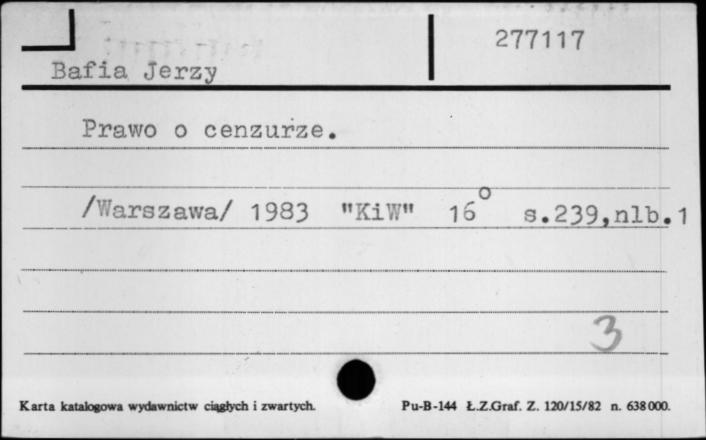 277117
Bafia Jerzy
Prawo o cenzurze.
/Warszawa/ 1983 "KiW" 16° s.239,nlb.1
3
Karta katalogowa wydawnictw ciągłych i zwartych. Pu-B-144 Ł.Z.Graf. Z. 120/15/82 n. 638000.